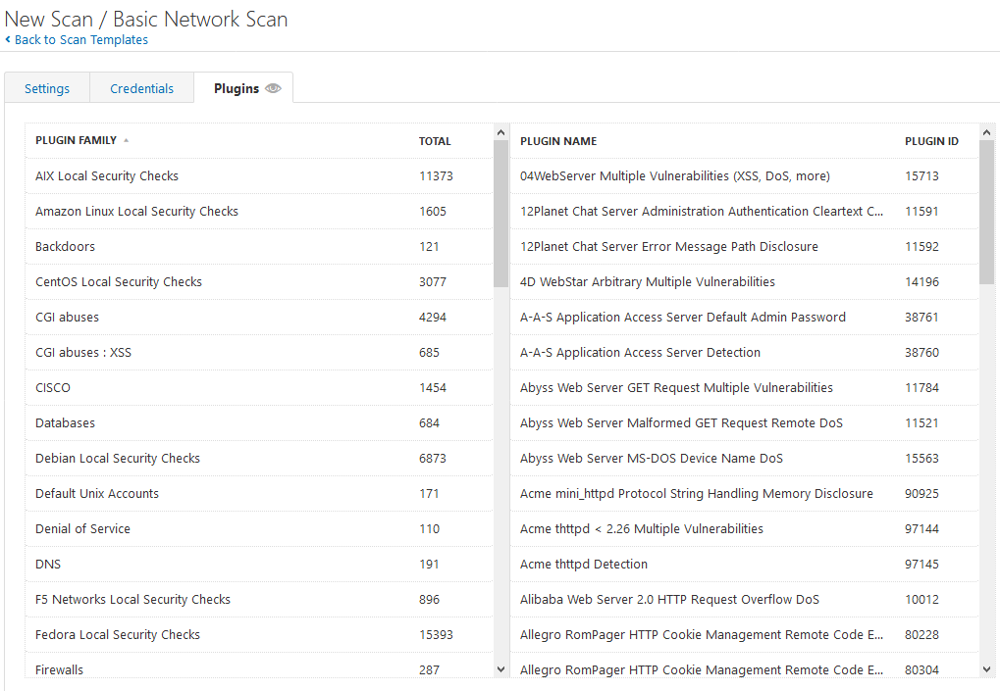 New Scan / Basic Network Scan
Back to Scan Templates
Settings Credentials Plugins
PLUGIN FAMILY TOTAL PLUGIN NAME PLUGIN ID
AIX Local Security Checks 11373 04WebServer Multiple Vulnerabilities (XSS, DoS, more) 15713
Amazon Linux Local Security Checks 1605 12Planet Chat Server Administration Authentication Cleartext C... 11591
Backdoors 121 12Planet Chat Server Error Message Path Disclosure 11592
CentOS Local Security Checks 3077 4D WebStar Arbitrary Multiple Vulnerabilities 14196
CGI abuses 4294 A-A-S Application Access Server Default Admin Password 38761
CGI abuses : XSS 685 A-A-S Application Access Server Detection 38760
CISCO 1454 Abyss Web Server GET Request Multiple Vulnerabilities 11784
Databases 684 Abyss Web Server Malformed GET Request Remote DoS 11521
Debian Local Security Checks 6873 Abyss Web Server MS-DOS Device Name DoS 15563
Default Unix Accounts 171 Acme mini_httpd Protocol String Handling Memory Disclosure 90925
Denial of Service 110 Acme thttpd < 2.26 Multiple Vulnerabilities 97144
DNS 191 Acme thttpd Detection 97145
F5 Networks Local Security Checks 896 Alibaba Web Server 2.0 HTTP Request Overflow DoS 10012
Fedora Local Security Checks 15393 Allegro RomPager HTTP Cookie Management Remote Code E... 80228
Firewalls 287 Allegro RomPager HTTP Cookie Management Remote Code E... 80304